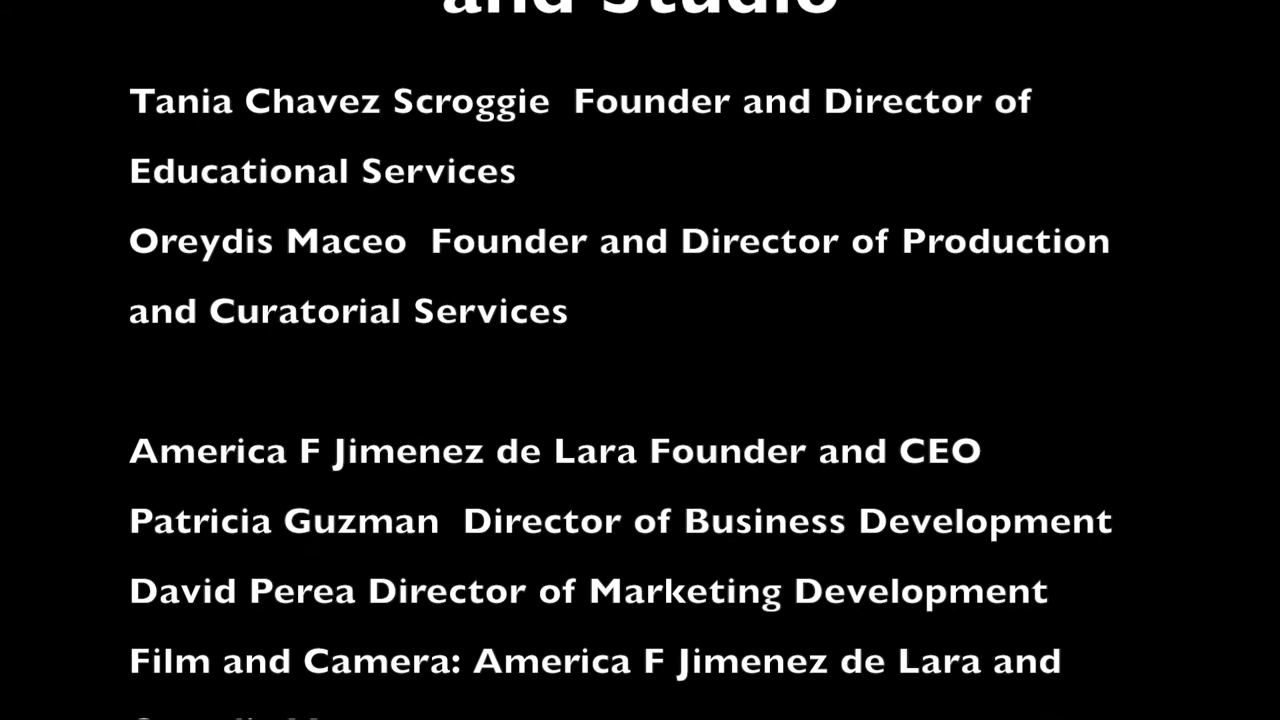 and Studio
Tania Chavez Scroggie  Founder and Director of
Educational Services
Oreydis Maceo  Founder and Director of Production
and Curatorial Services
America F Jimenez de Lara Founder and CEO
Patricia Guzman  Director of Business Development
David Perea Director of Marketing Development
Film and Camera: America F Jimenez de Lara and